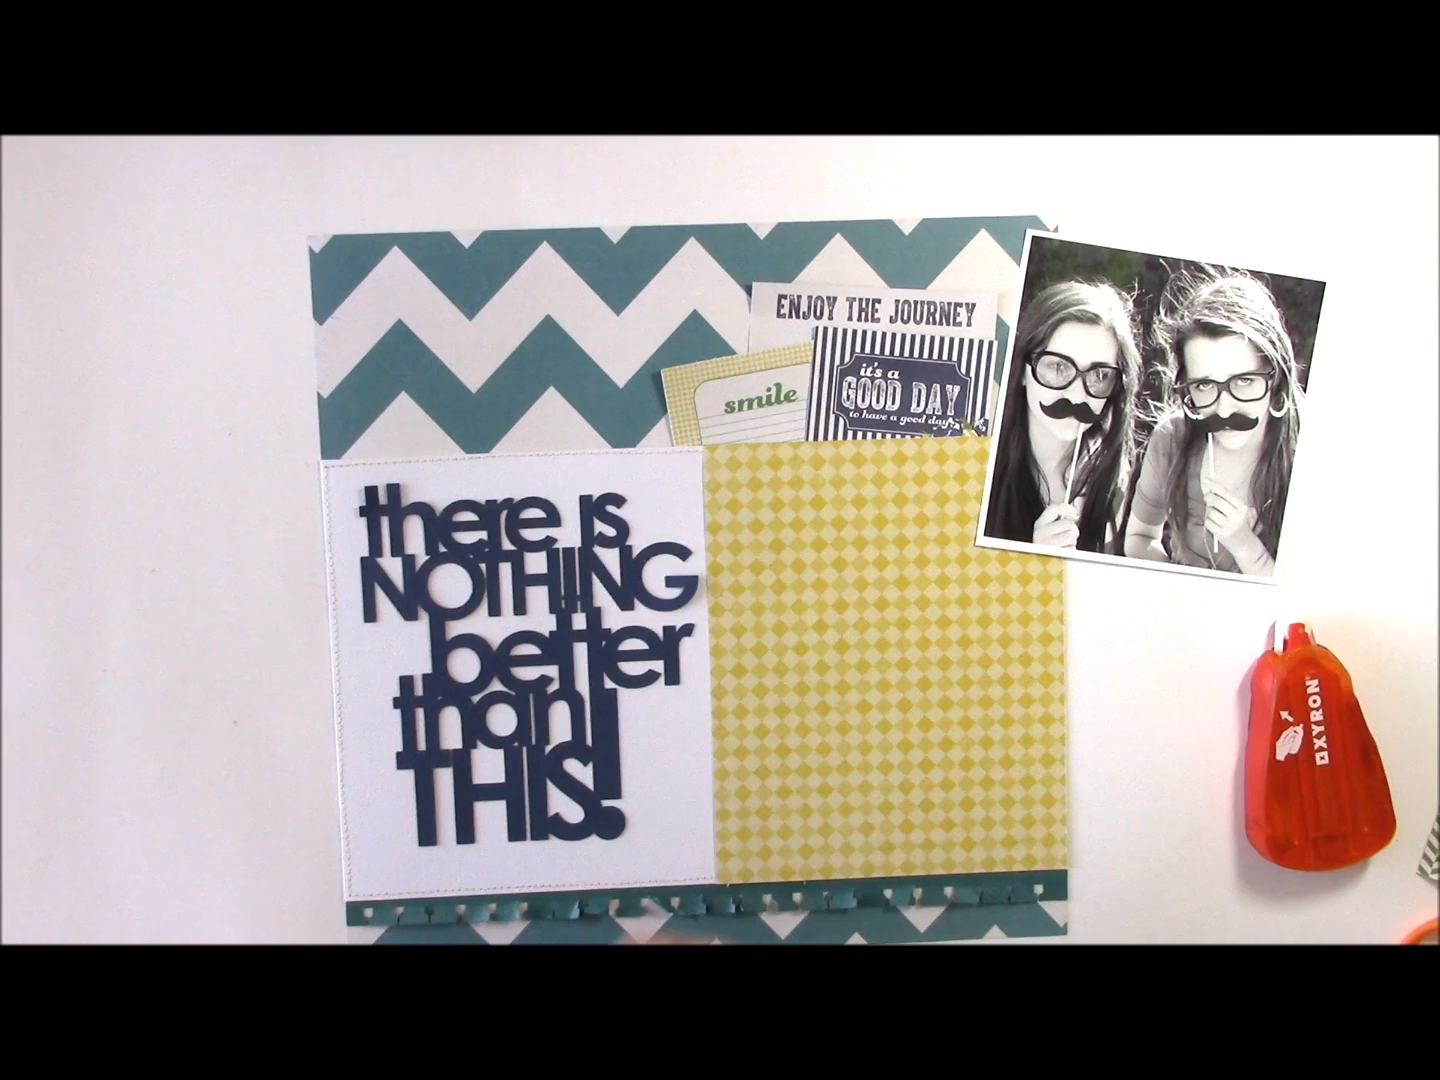 ENJOY THE JOURNEY
it's a
GOOD DAY
to have a good day
smile
there is
NOTHING
better
than
THIS!
XYRON